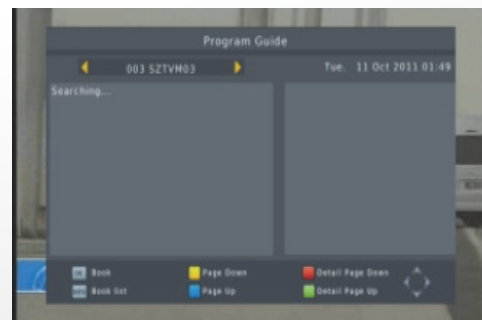 Program Guide
003 SZTVM03
Tue. 11 Oct 2011 01:49
Searching...
OK Book
Page Down
Detail Page Down
Book list
Page Up
Detail Page Up